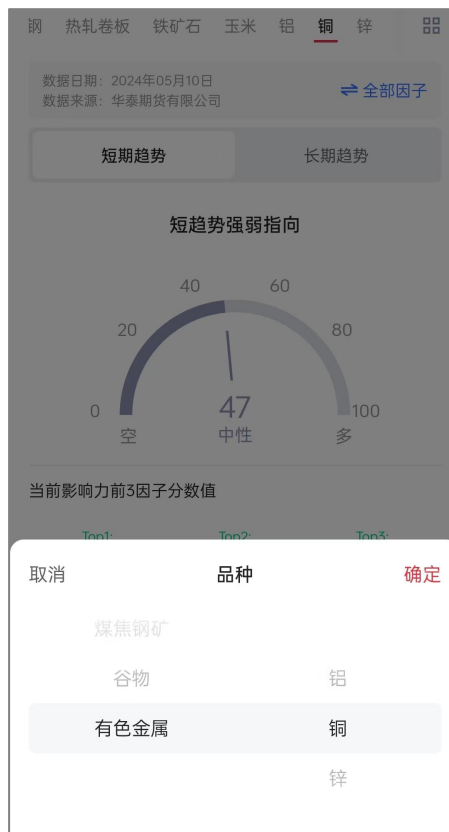 钢 热轧卷板 铁矿石 玉米 铝 铜 锌
数据日期：2024年05月10日
数据来源：华泰期货有限公司
全部因子
短期趋势 长期趋势
短趋势强弱指向
40 60
20 80
0 47 100
空 中性 多
当前影响力前3因子分数值
Top1: Top2: Top3:
取消 品种 确定
煤焦钢矿
谷物 铝
有色金属 铜
锌